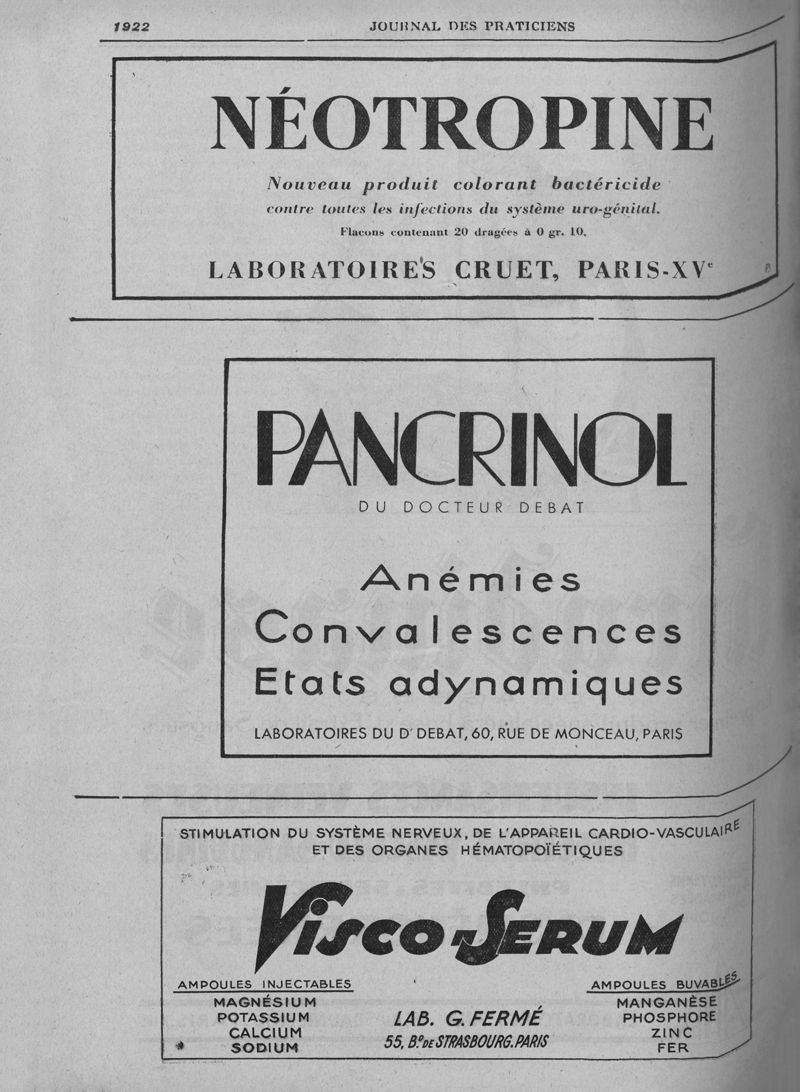 1922
JOURNAL DES PRATICIENS
NÉOTROPINE
Nouveau produit colorant bactéricide
contre toutes les infections du système uro-génital.
Flacons contenant 20 dragées à 0 gr. 10.
LABORATOIRES CRUET, PARIS-XVe
PANCRINOL
DU DOCTEUR DEBAT
Anémies
Convalescences
Etats adynamiques
LABORATOIRES DU Dr DEBAT, 60, RUE DE MONCEAU, PARIS
STIMULATION DU SYSTÈME NERVEUX, DE L'APPAREIL CARDIO-VASCULAIRE
ET DES ORGANES HÉMATOPOÏÉTIQUES
VISCO-SERUM
AMPOULES INJECTABLES
MAGNÉSIUM
POTASSIUM
CALCIUM
SODIUM
LAB. G. FERMÉ
55, Bd DE STRASBOURG. PARIS
AMPOULES BUVABLES
MANGANÈSE
PHOSPHORE
ZINC
FER